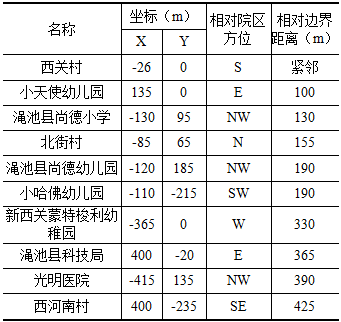 名称 坐标（m） 相对院区方位 相对边界距离（m）
X Y
西关村 -26 0 S 紧邻
小天使幼儿园 135 0 E 100
渑池县尚德小学 -130 95 NW 130
北街村 -85 65 N 155
渑池县尚德幼儿园 -120 185 NW 190
小哈佛幼儿园 -110 -215 SW 190
新西关蒙特梭利幼稚园 -365 0 W 330
渑池县科技局 400 -20 E 365
光明医院 -415 135 NW 390
西河南村 400 -235 SE 425